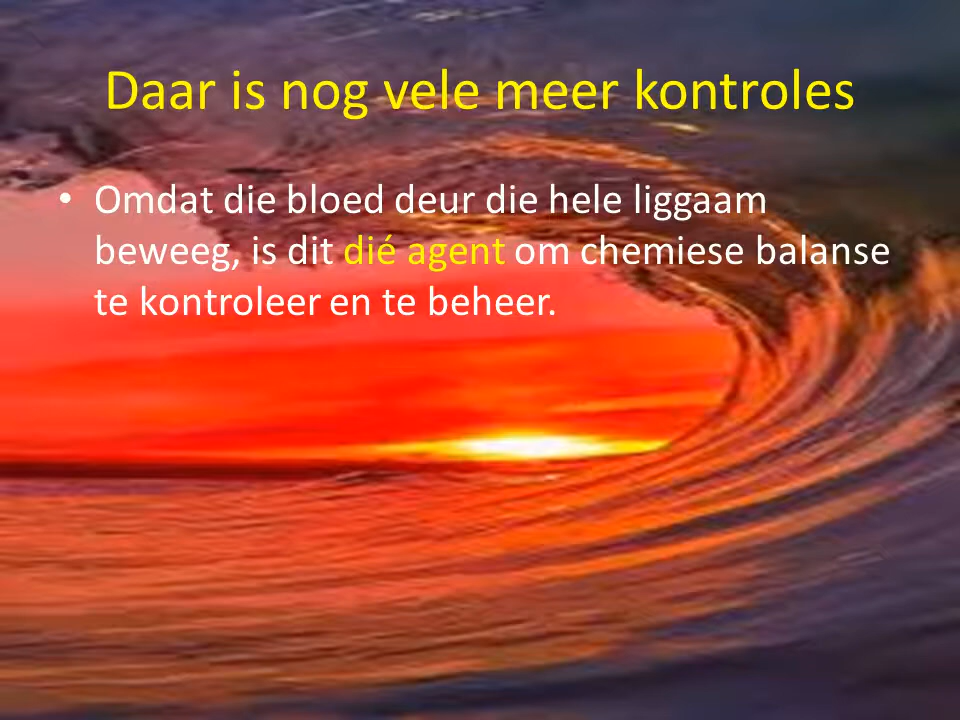 Daar is nog vele meer kontroles
• Omdat die bloed deur die hele liggaam
beweeg, is dit dié agent om chemiese balanse
te kontroleer en te beheer.